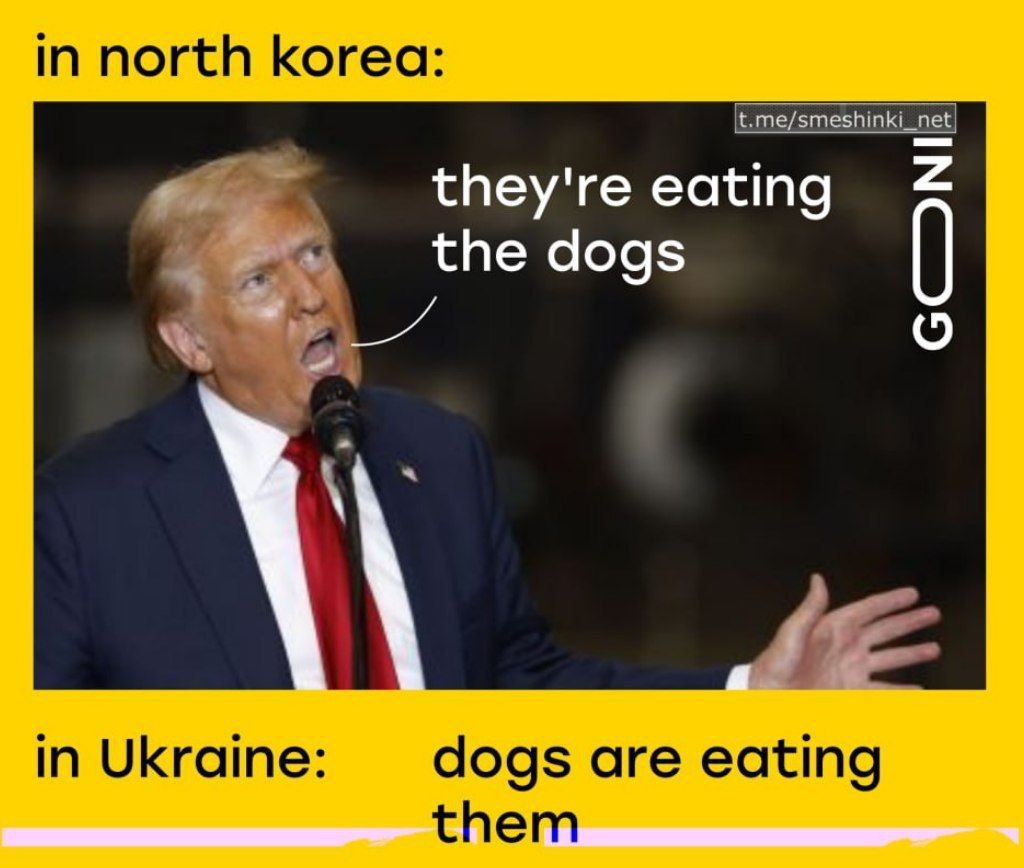 in north korea:
t.me/smeshinki_net
they're eating
the dogs
GONI
in Ukraine:
dogs are eating
them